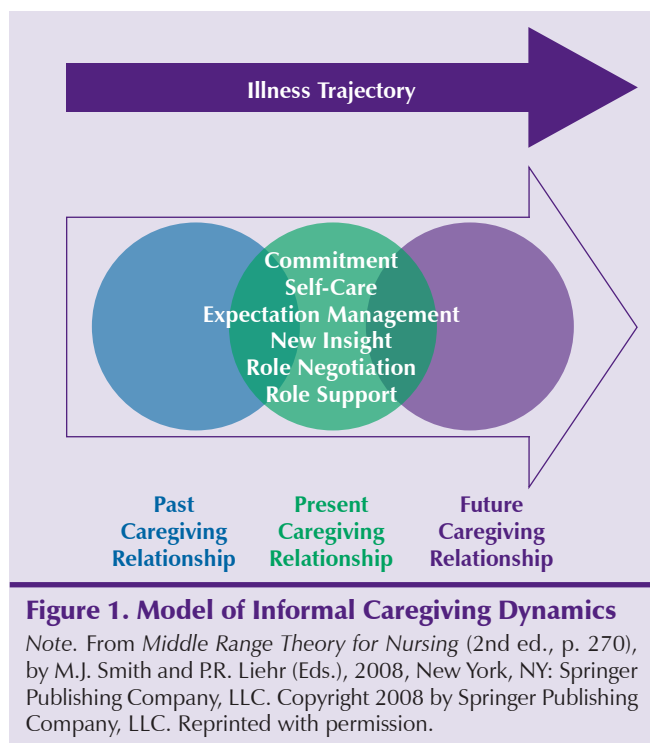 Illness Trajectory
Commitment
Self-Care
Expectation Management
New Insight
Role Negotiation
Role Support
Past
Caregiving
Relationship
Present
Caregiving
Relationship
Future
Caregiving
Relationship
Figure 1. Model of Informal Caregiving Dynamics
Note. From Middle Range Theory for Nursing (2nd ed., p. 270),
by M.J. Smith and P.R. Liehr (Eds.), 2008, New York, NY: Springer
Publishing Company, LLC. Copyright 2008 by Springer Publishing
Company, LLC. Reprinted with permission.